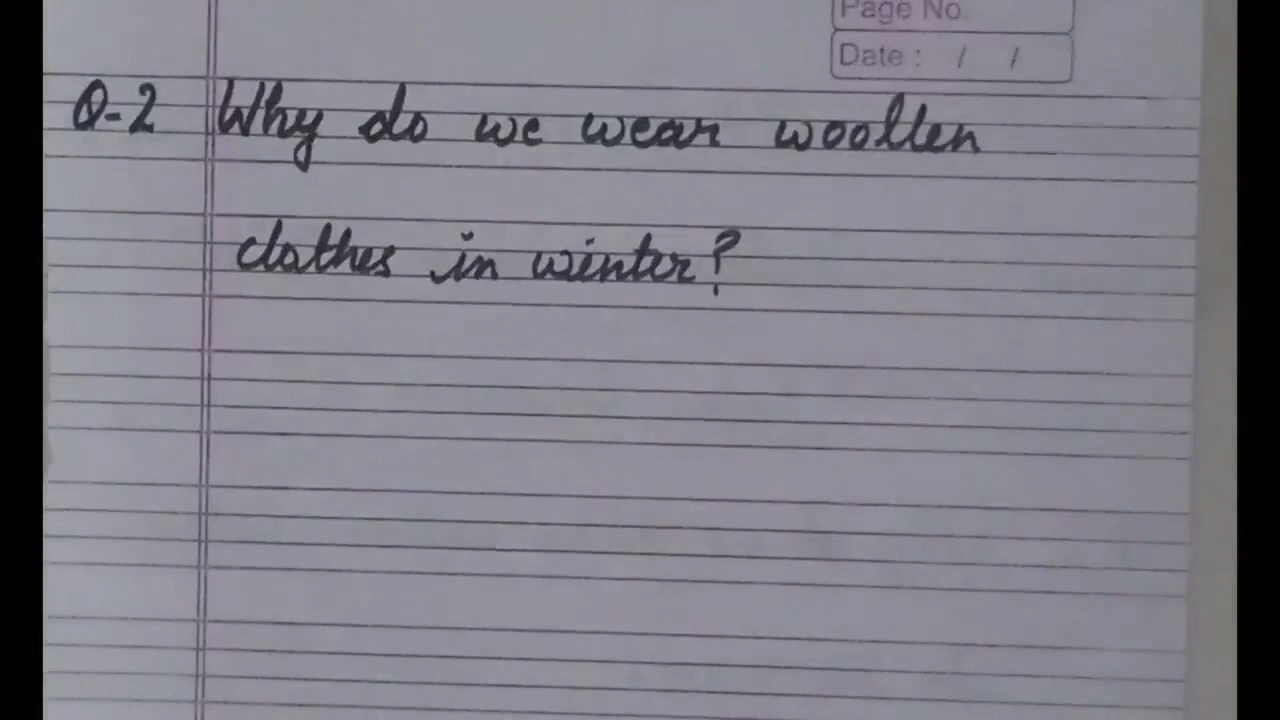 Page No.
Date : / /
Q-2 Why do we wear woollen
clothes in winter?